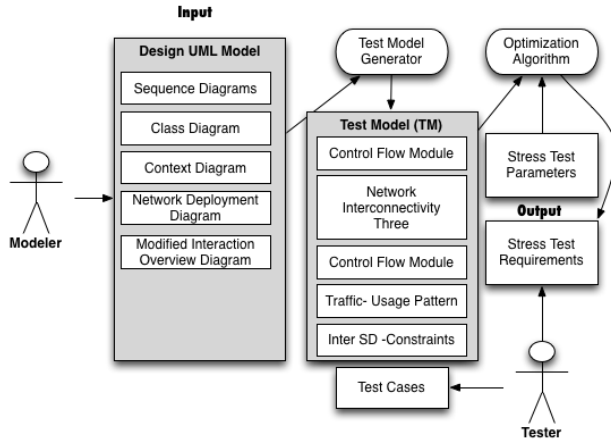 Input
Design UML Model
Sequence Diagrams
Class Diagram
Context Diagram
Network Deployment
Diagram
Modified Interaction
Overview Diagram
Modeler
Test Model
Generator
Test Model (TM)
Control Flow Module
Network
Interconnectivity
Three
Control Flow Module
Traffic- Usage Pattern
Inter SD -Constraints
Test Cases
Optimization
Algorithm
Stress Test
Parameters
Output
Stress Test
Requirements
Tester